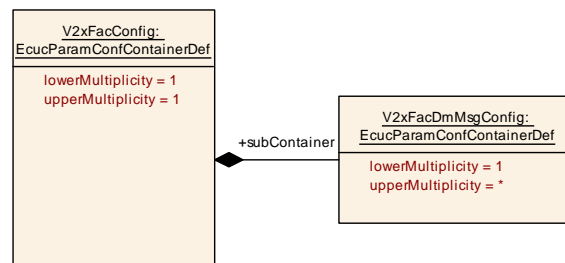 V2xFacConfig:
EcucParamConfContainerDef
lowerMultiplicity = 1
upperMultiplicity = 1
+subContainer
V2xFacDmMsgConfig:
EcucParamConfContainerDef
lowerMultiplicity = 1
upperMultiplicity = *